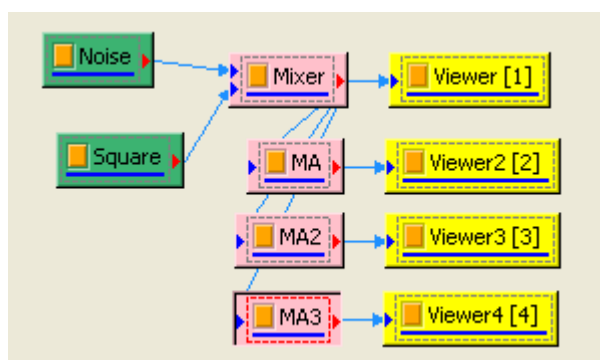 Noise
Mixer
Viewer [1]
Square
MA
Viewer2 [2]
MA2
Viewer3 [3]
MA3
Viewer4 [4]